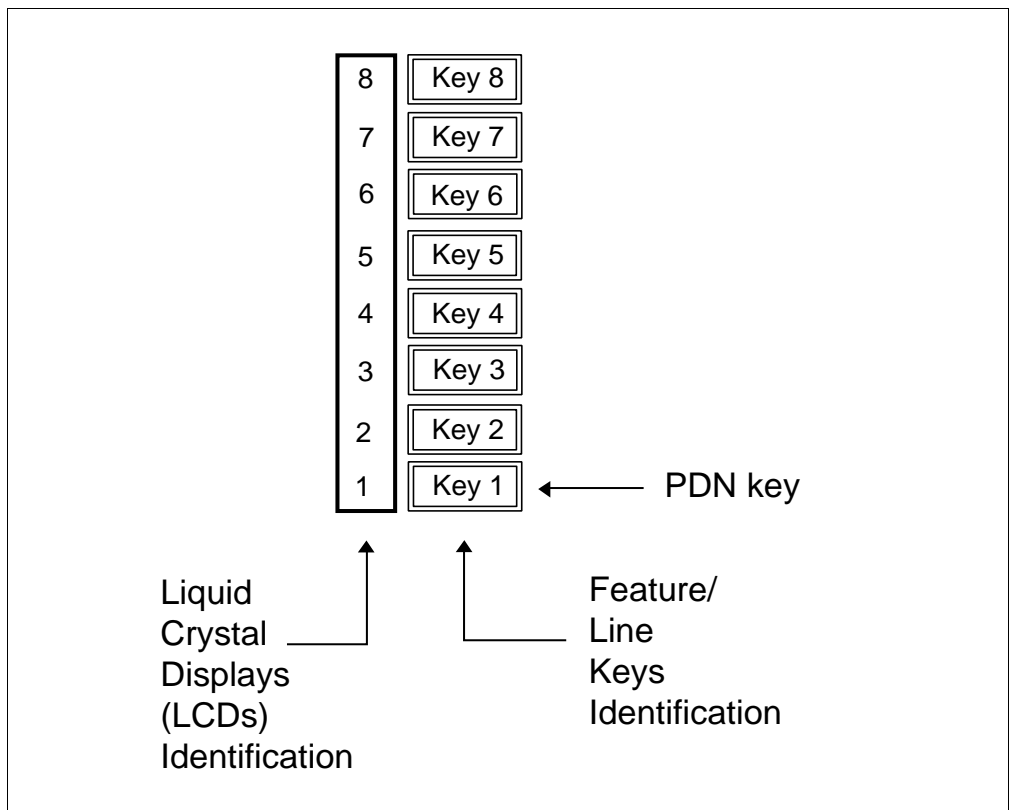 8 Key 8
7 Key 7
6 Key 6
5 Key 5
4 Key 4
3 Key 3
2 Key 2
1 Key 1
PDN key
Liquid
Crystal
Displays
(LCDs)
Identification
Feature/
Line
Keys
Identification